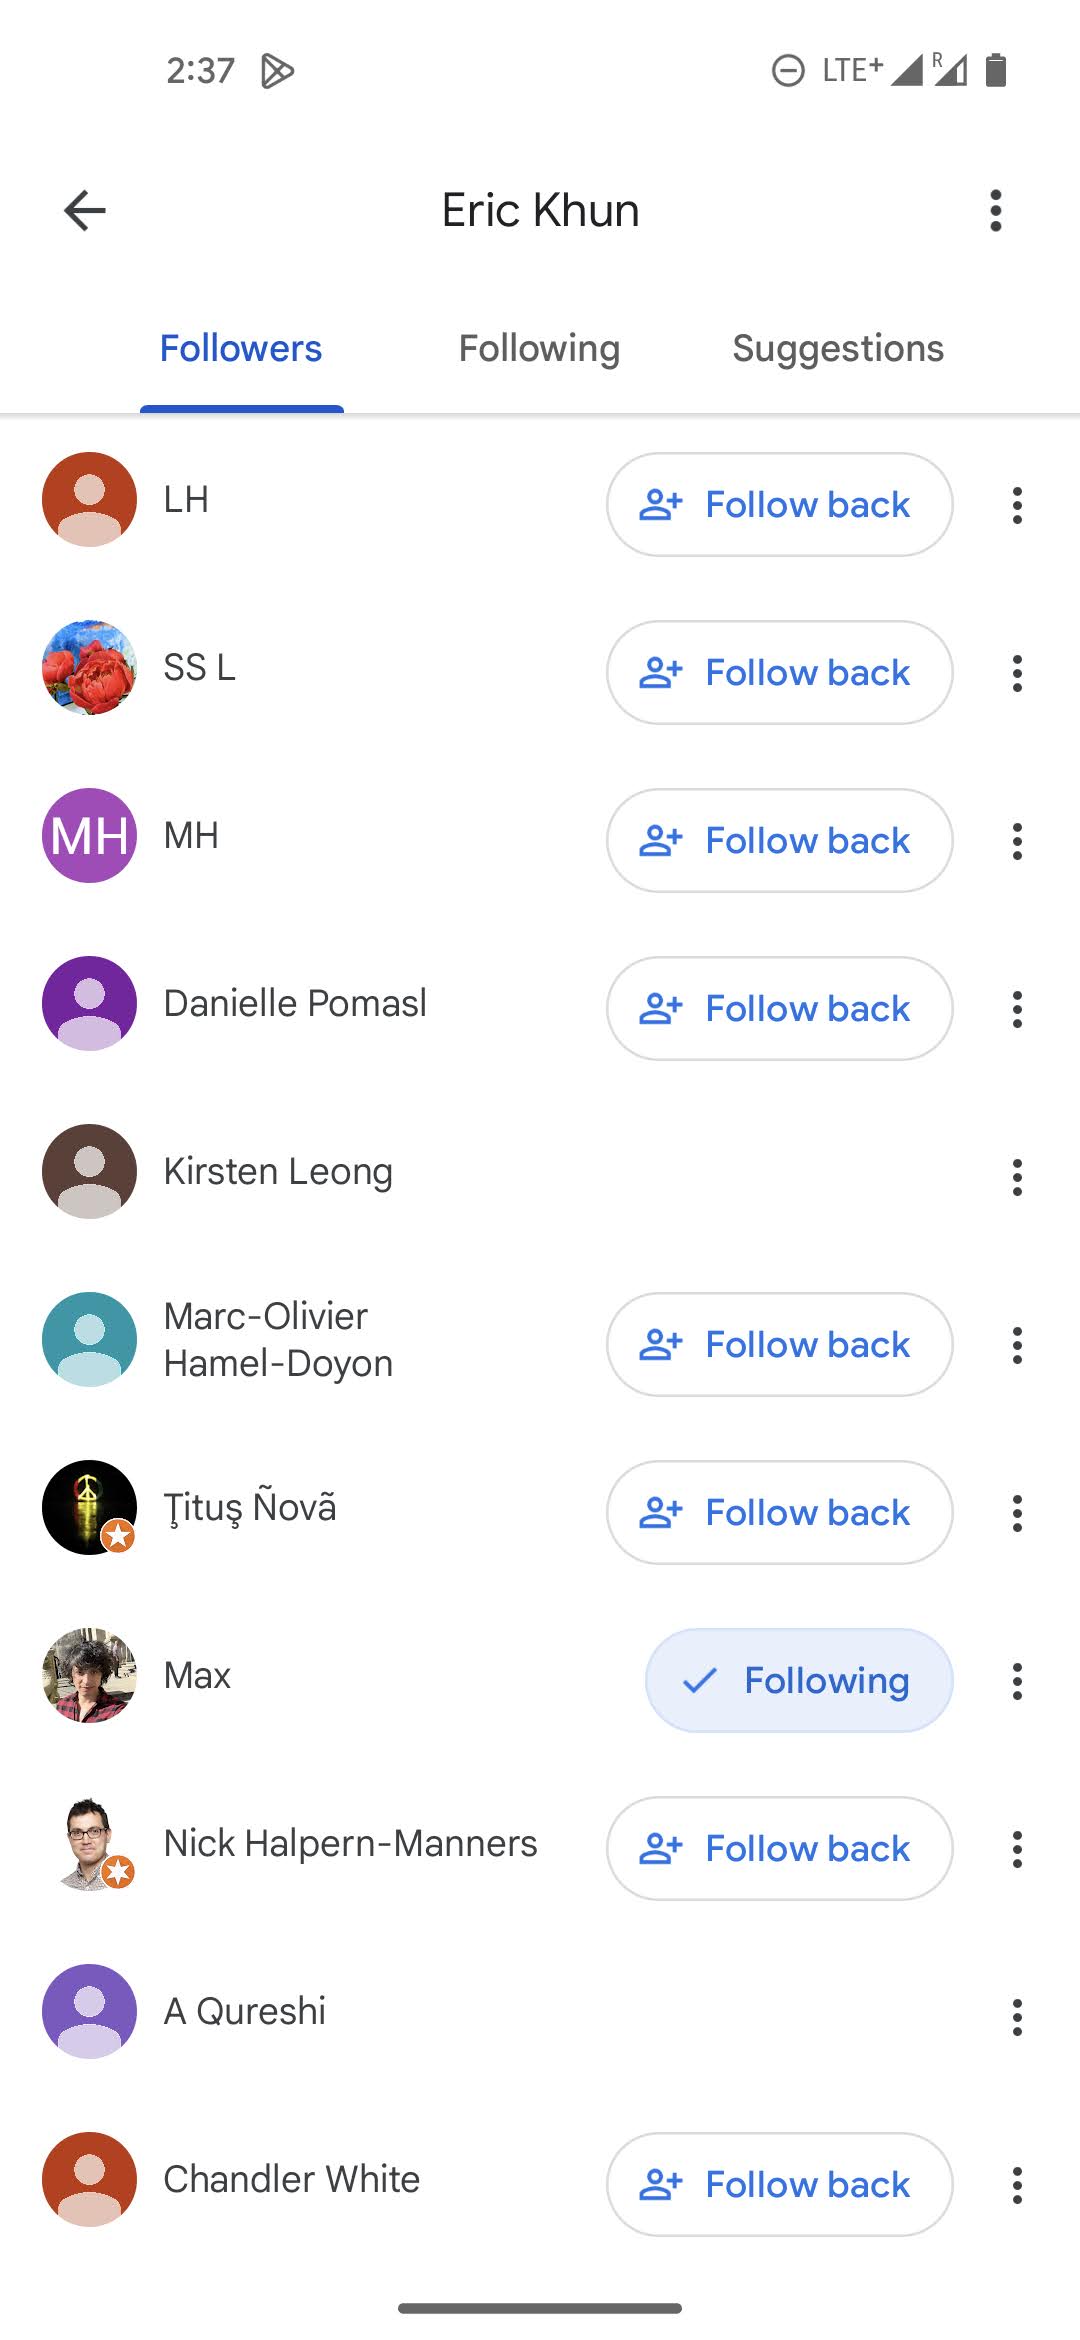 2:37
LTE+
R
Eric Khun
Followers
Following
Suggestions
LH
Follow back
SS L
Follow back
MH
MH
Follow back
Danielle Pomasl
Follow back
Kirsten Leong
Marc-Olivier
Hamel-Doyon
Follow back
Ţituş Ñovã
Follow back
Max
Following
Nick Halpern-Manners
Follow back
A Qureshi
Chandler White
Follow back